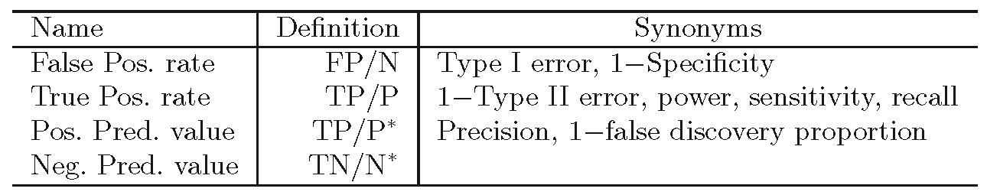 Name Definition Synonyms
False Pos. rate FP/N Type I error, 1−Specificity
True Pos. rate TP/P 1−Type II error, power, sensitivity, recall
Pos. Pred. value TP/P* Precision, 1−false discovery proportion
Neg. Pred. value TN/N*